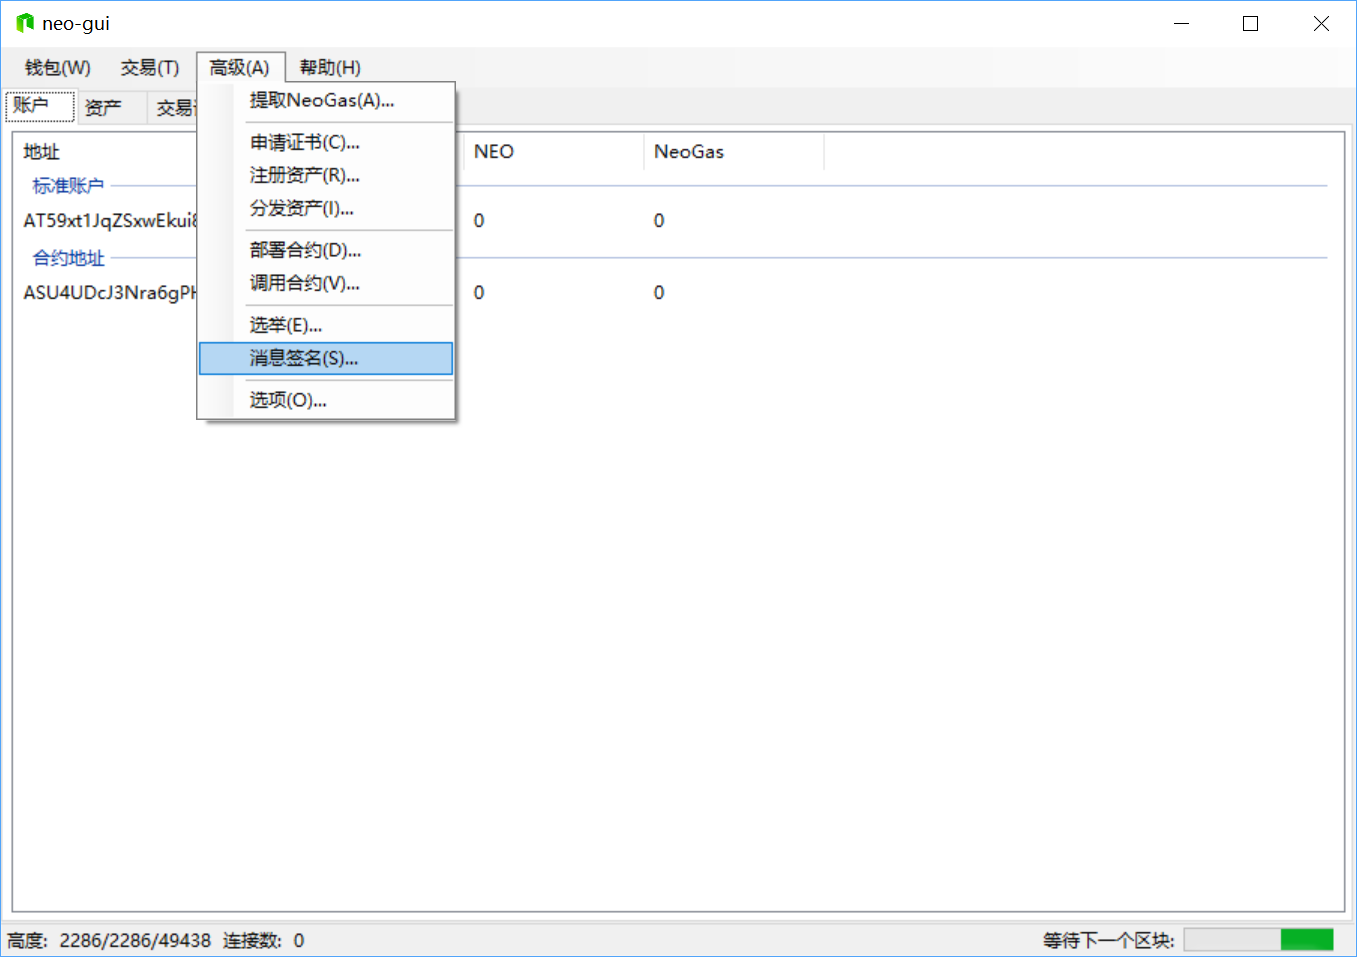 neo-gui
钱包(W) 交易(T) 高级(A) 帮助(H)
账户 资产 交易
提取NeoGas(A)...
申请证书(C)...
注册资产(R)...
分发资产(I)...
部署合约(D)...
调用合约(V)...
选举(E)...
消息签名(S)...
选项(O)...
地址 NEO NeoGas
标准账户
AT59xt1JqZSxwEkui 0 0
合约地址
ASU4UDcJ3Nra6gP 0 0
高度: 2286/2286/49438 连接数: 0 等待下一个区块: